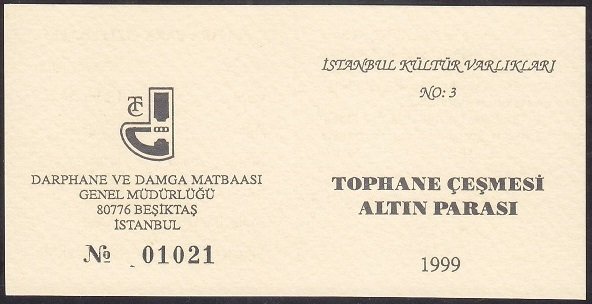 TC
DARPHANE VE DAMGA MATBAASI
GENEL MÜDÜRLÜĞÜ
80776 BEŞİKTAŞ
İSTANBUL
№ 01021
İSTANBUL KÜLTÜR VARLIKLARI
NO: 3
TOPHANE ÇEŞMESİ
ALTIN PARASI
1999